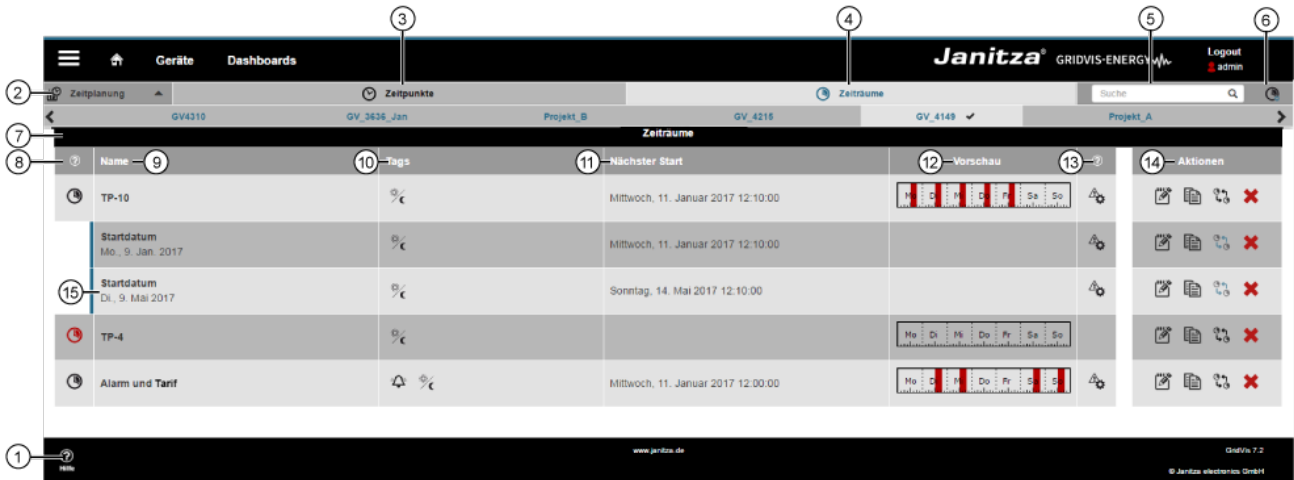 3 4 5 6
Geräte Dashboards Janitza® GRIDVIS-ENERGY Logout
admin
2 Zeitplanung Zeitpunkte Zeiträume Suche
GV4310 GV_3636_Jan Projekt_B GV_4215 GV_4149 Projekt_A
7 Zeiträume
8 Name 9 10 Tags 11 Nächster Start 12 Vorschau 13 14 Aktionen
TP-10 Mittwoch, 11. Januar 2017 12:10:00 Mo Di Mi Do Fr Sa So
Startdatum
Mo., 9. Jan. 2017 Mittwoch, 11. Januar 2017 12:10:00
Startdatum
15 Di., 9. Mai 2017 Sonntag, 14. Mai 2017 12:10:00
TP-4 Mo Di Mi Do Fr Sa So
Alarm und Tarif Mittwoch, 11. Januar 2017 12:00:00 Mo Di Mi Do Fr Sa So
1 Hilfe www.janitza.de GridVis 7.2
© Janitza electronics GmbH